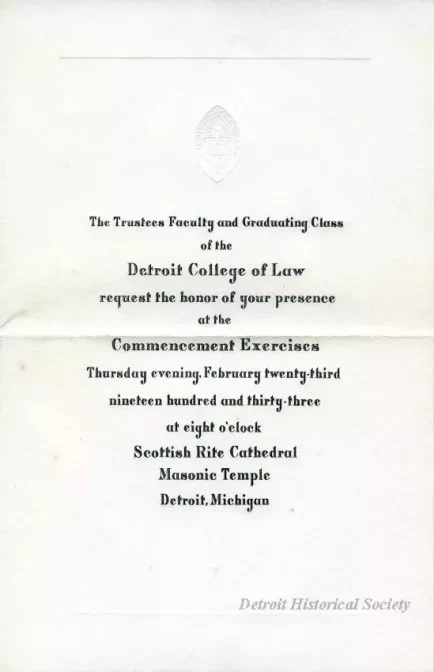 The Trustees Faculty and Graduating Class
of the
Detroit College of Law
request the honor of your presence
at the
Commencement Exercises
Thursday evening, February twenty-third
nineteen hundred and thirty-three
at eight o'clock
Scottish Rite Cathedral
Masonic Temple
Detroit, Michigan
Detroit Historical Society